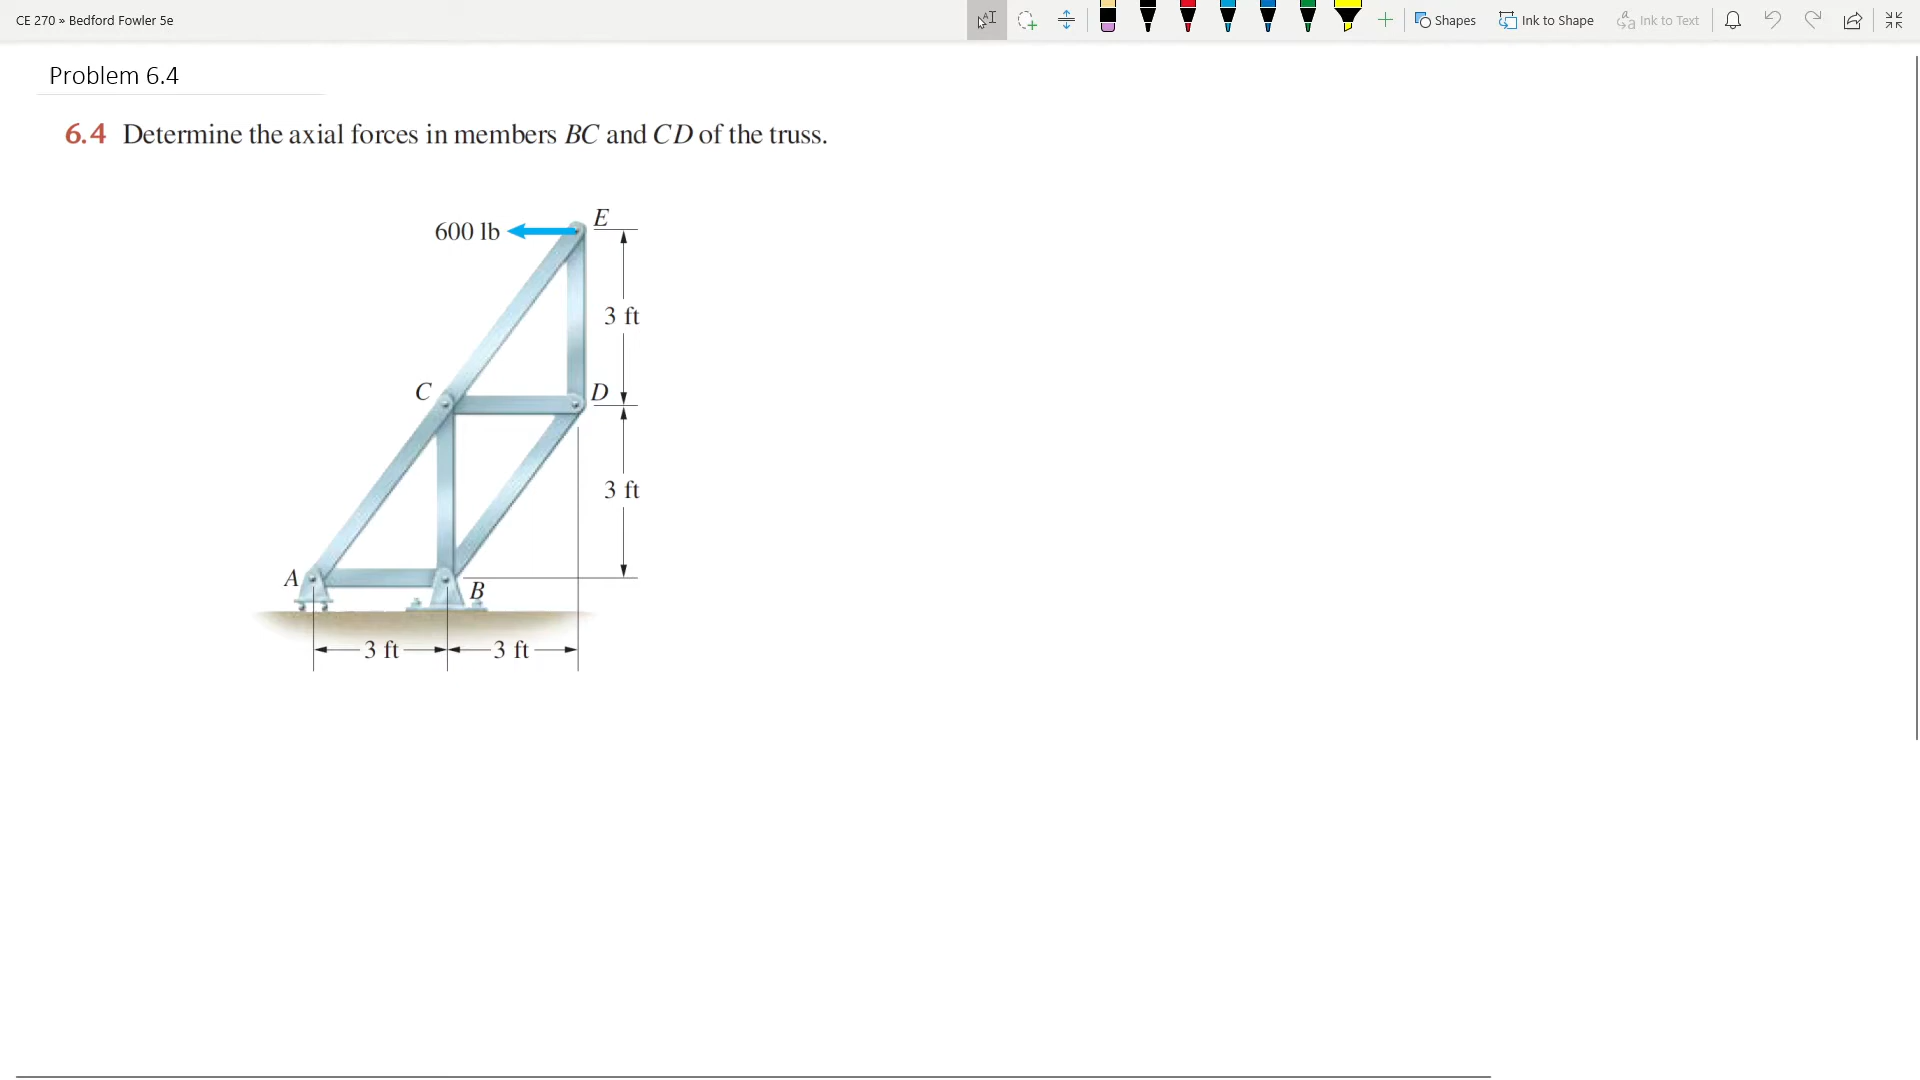 CE 270 » Bedford Fowler 5e
Shapes
Ink to Shape
Ink to Text
Problem 6.4
6.4 Determine the axial forces in members BC and CD of the truss.
E
600 lb
3 ft
C
D
3 ft
A
B
3 ft
3 ft